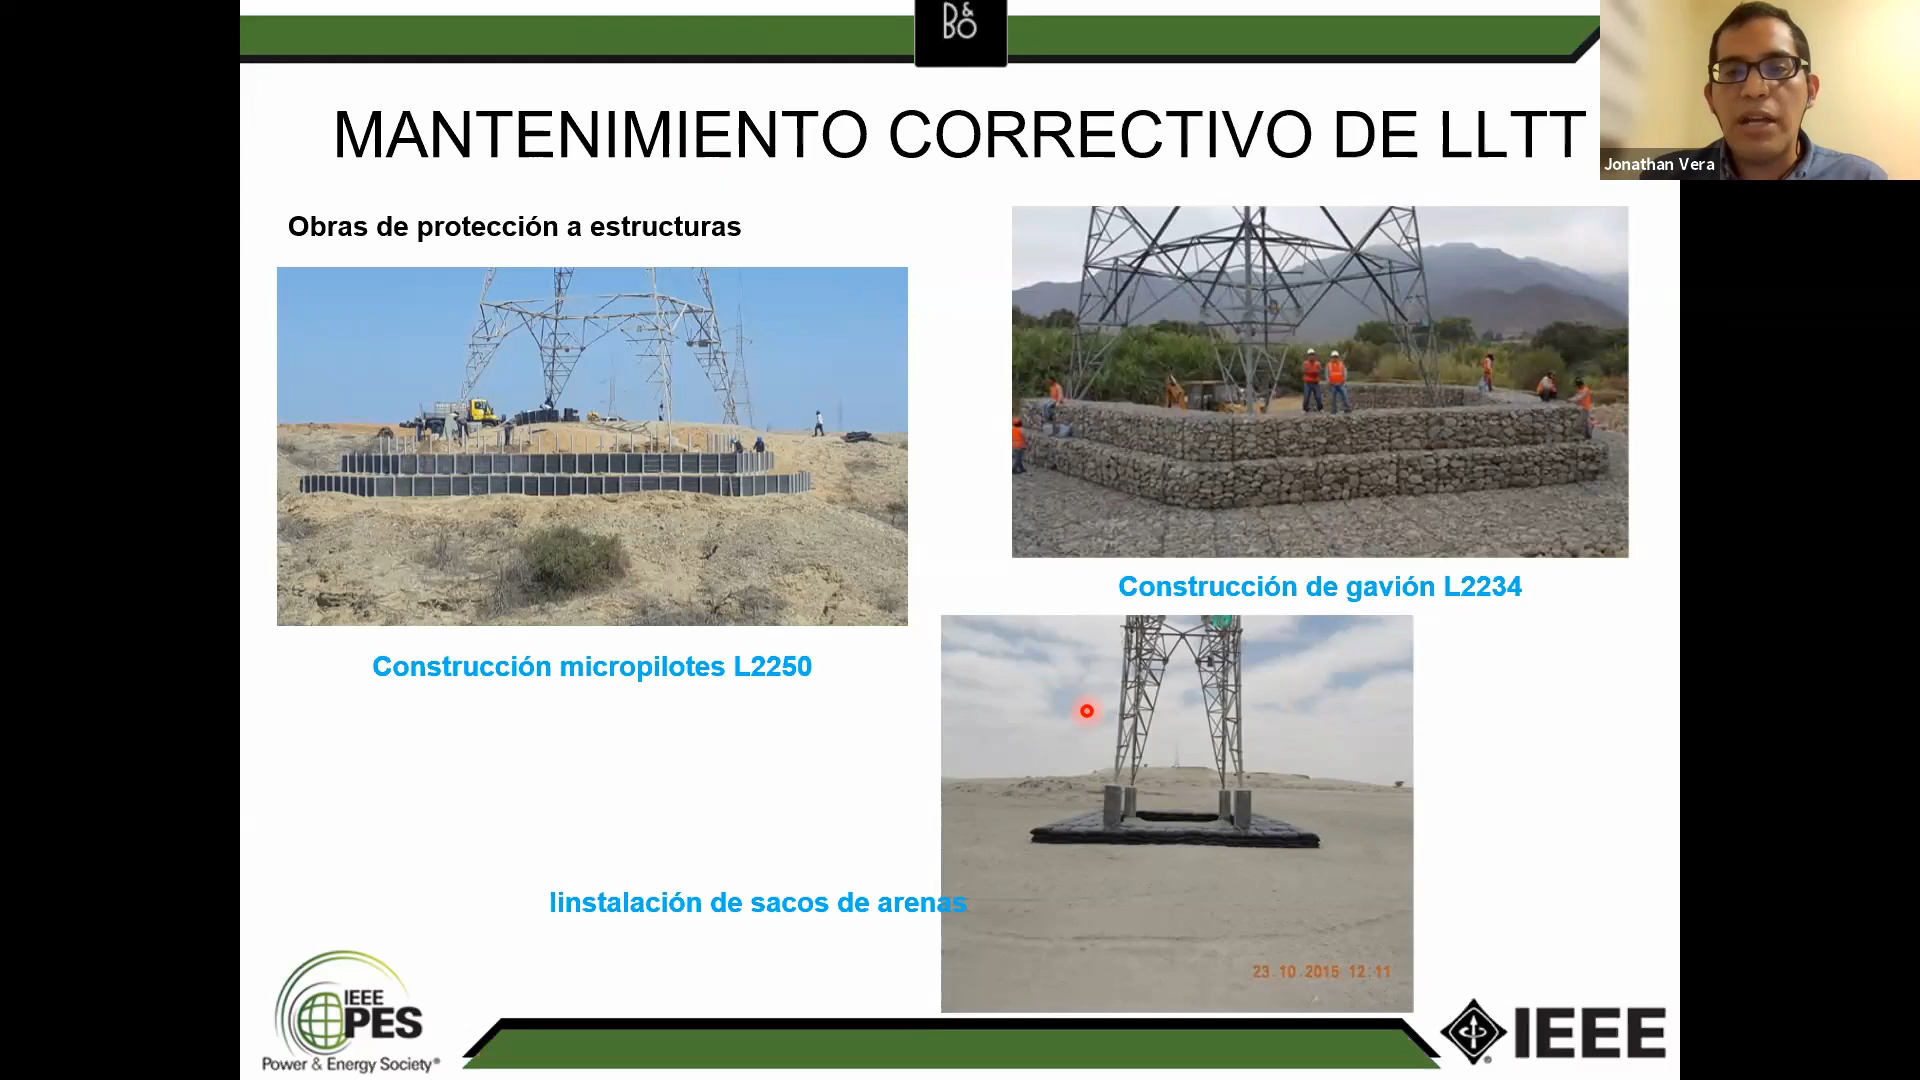 B&O
MANTENIMIENTO CORRECTIVO DE LLTT
Jonathan Vera
Obras de protección a estructuras
Construcción de gavión L2234
Construcción micropilotes L2250
Iinstalación de sacos de arenas
23.10.2015 12:11
IEEE
PES
Power & Energy Society®
IEEE